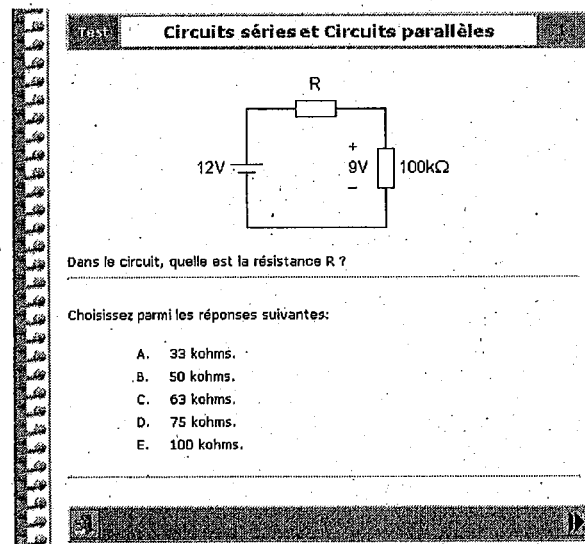 Test Circuits séries et Circuits parallèles 1
R
12V
+
9V
–
100kΩ
Dans le circuit, quelle est la résistance R ?
Choisissez parmi les réponses suivantes:
A. 33 kohms.
B. 50 kohms.
C. 63 kohms.
D. 75 kohms.
E. 100 kohms.